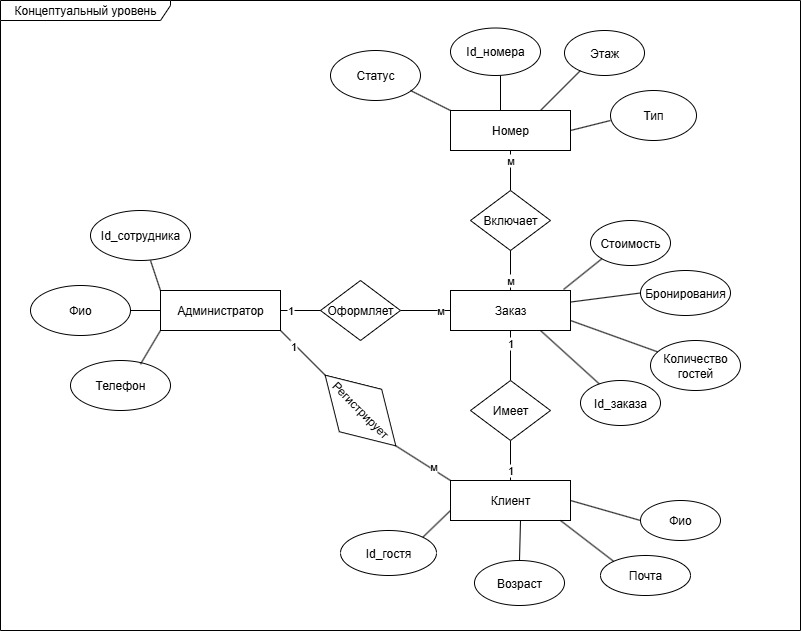 Концептуальный уровень
Id_номера
Этаж
Статус
Тип
Номер
м
Включает
Id_сотрудника
Стоимость
м
Бронирования
Фио
Администратор
1
Оформляет
м
Заказ
1
1
Количество
гостей
Телефон
Id_заказа
Регистрирует
Имеет
м
1
Клиент
Фио
Id_гостя
Возраст
Почта